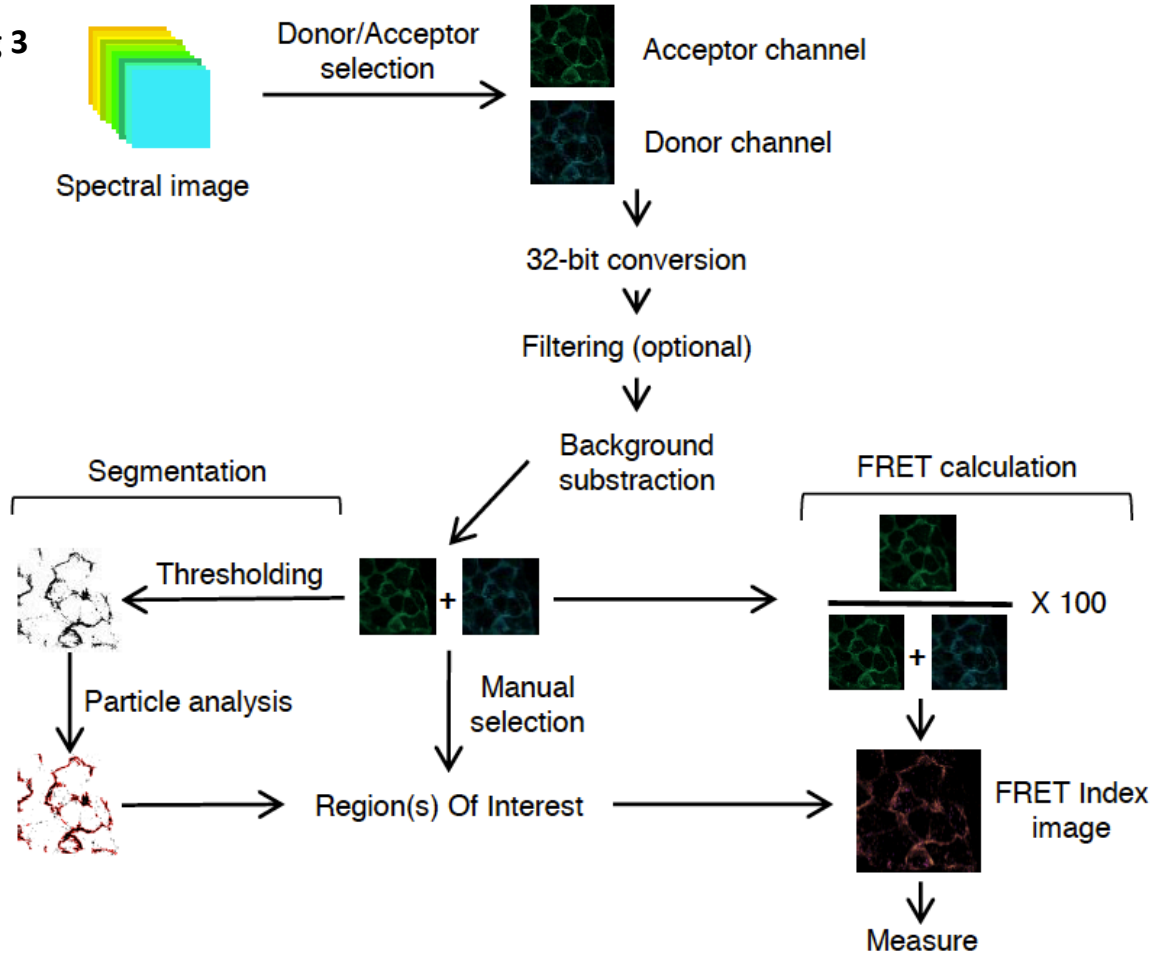 3
Donor/Acceptor
selection
Acceptor channel
Donor channel
Spectral image
32-bit conversion
Filtering (optional)
Background
substraction
Segmentation
FRET calculation
Thresholding
+
X 100
+
Particle analysis
Manual
selection
Region(s) Of Interest
FRET Index
image
Measure